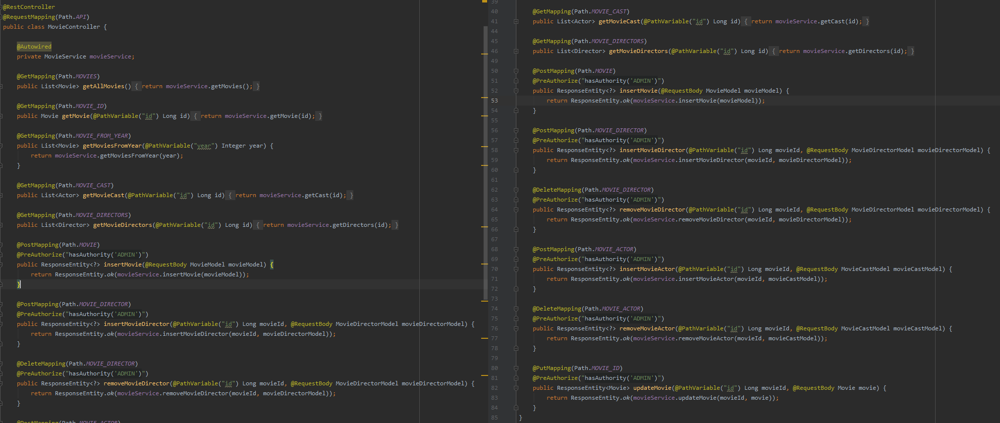 @RestController
@RequestMapping(Path.API)
public class MovieController {
@Autowired
private MovieService movieService;
@GetMapping(Path.MOVIES)
public List<Movie> getAllMovies() { return movieService.getMovies(); }
@GetMapping(Path.MOVIE_ID)
public Movie getMovie(@PathVariable("id") Long id) { return movieService.getMovie(id); }
@GetMapping(Path.MOVIE_FROM_YEAR)
public List<Movie> getMoviesFromYear(@PathVariable("year") Integer year) {
return movieService.getMoviesFromYear(year);
}
@GetMapping(Path.MOVIE_CAST)
public List<Actor> getMovieCast(@PathVariable("id") Long id) { return movieService.getCast(id); }
@GetMapping(Path.MOVIE_DIRECTORS)
public List<Director> getMovieDirectors(@PathVariable("id") Long id) { return movieService.getDirectors(id); }
@PostMapping(Path.MOVIE)
@PreAuthorize("hasAuthority('ADMIN')")
public ResponseEntity<?> insertMovie(@RequestBody MovieModel movieModel) {
return ResponseEntity.ok(movieService.insertMovie(movieModel));
}
@PostMapping(Path.MOVIE_DIRECTOR)
@PreAuthorize("hasAuthority('ADMIN')")
public ResponseEntity<?> insertMovieDirector(@PathVariable("id") Long movieId, @RequestBody MovieDirectorModel movieDirectorModel) {
return ResponseEntity.ok(movieService.insertMovieDirector(movieId, movieDirectorModel));
}
@DeleteMapping(Path.MOVIE_DIRECTOR)
@PreAuthorize("hasAuthority('ADMIN')")
public ResponseEntity<?> removeMovieDirector(@PathVariable("id") Long movieId, @RequestBody MovieDirectorModel movieDirectorModel) {
return ResponseEntity.ok(movieService.removeMovieDirector(movieId, movieDirectorModel));
}
@PostMapping(Path.MOVIE_ACTOR)
39
40 @GetMapping(Path.MOVIE_CAST)
41 public List<Actor> getMovieCast(@PathVariable("id") Long id) { return movieService.getCast(id); }
44
45 @GetMapping(Path.MOVIE_DIRECTORS)
46 public List<Director> getMovieDirectors(@PathVariable("id") Long id) { return movieService.getDirectors(id); }
49
50 @PostMapping(Path.MOVIE)
51 @PreAuthorize("hasAuthority('ADMIN')")
52 public ResponseEntity<?> insertMovie(@RequestBody MovieModel movieModel) {
53 return ResponseEntity.ok(movieService.insertMovie(movieModel));
54 }
55
56 @PostMapping(Path.MOVIE_DIRECTOR)
57 @PreAuthorize("hasAuthority('ADMIN')")
58 public ResponseEntity<?> insertMovieDirector(@PathVariable("id") Long movieId, @RequestBody MovieDirectorModel movieDirectorModel) {
59 return ResponseEntity.ok(movieService.insertMovieDirector(movieId, movieDirectorModel));
60 }
61
62 @DeleteMapping(Path.MOVIE_DIRECTOR)
63 @PreAuthorize("hasAuthority('ADMIN')")
64 public ResponseEntity<?> removeMovieDirector(@PathVariable("id") Long movieId, @RequestBody MovieDirectorModel movieDirectorModel) {
65 return ResponseEntity.ok(movieService.removeMovieDirector(movieId, movieDirectorModel));
66 }
67
68 @PostMapping(Path.MOVIE_ACTOR)
69 @PreAuthorize("hasAuthority('ADMIN')")
70 public ResponseEntity<?> insertMovieActor(@PathVariable("id") Long movieId, @RequestBody MovieCastModel movieCastModel) {
71 return ResponseEntity.ok(movieService.insertMovieActor(movieId, movieCastModel));
72 }
73
74 @DeleteMapping(Path.MOVIE_ACTOR)
75 @PreAuthorize("hasAuthority('ADMIN')")
76 public ResponseEntity<?> removeMovieActor(@PathVariable("id") Long movieId, @RequestBody MovieCastModel movieCastModel) {
77 return ResponseEntity.ok(movieService.removeMovieActor(movieId, movieCastModel));
78 }
79
80 @PutMapping(Path.MOVIE_ID)
81 @PreAuthorize("hasAuthority('ADMIN')")
82 public ResponseEntity<Movie> updateMovie(@PathVariable("id") Long movieId, @RequestBody Movie movie) {
83 return ResponseEntity.ok(movieService.updateMovie(movieId, movie));
84 }
85 }